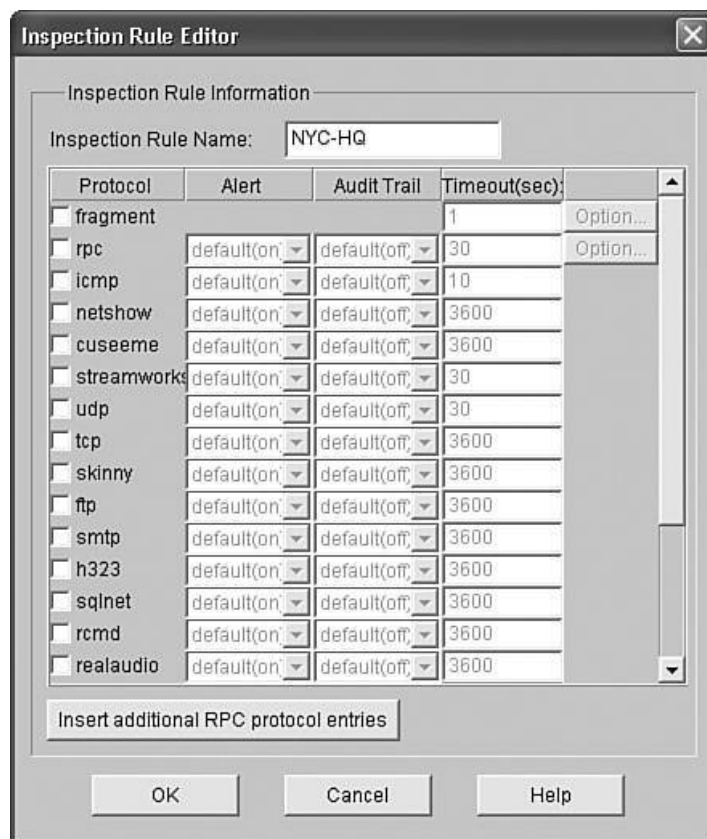 Inspection Rule Editor
Inspection Rule Information
Inspection Rule Name: NYC-HQ
Protocol Alert Audit Trail Timeout(sec):
fragment 1 Option...
rpc default(on) default(off) 30 Option...
icmp default(on) default(off) 10
netshow default(on) default(off) 3600
cuseeme default(on) default(off) 3600
streamworks default(on) default(off) 30
udp default(on) default(off) 30
tcp default(on) default(off) 3600
skinny default(on) default(off) 3600
ftp default(on) default(off) 3600
smtp default(on) default(off) 3600
h323 default(on) default(off) 3600
sqlnet default(on) default(off) 3600
rcmd default(on) default(off) 3600
realaudio default(on) default(off) 3600
Insert additional RPC protocol entries
OK Cancel Help